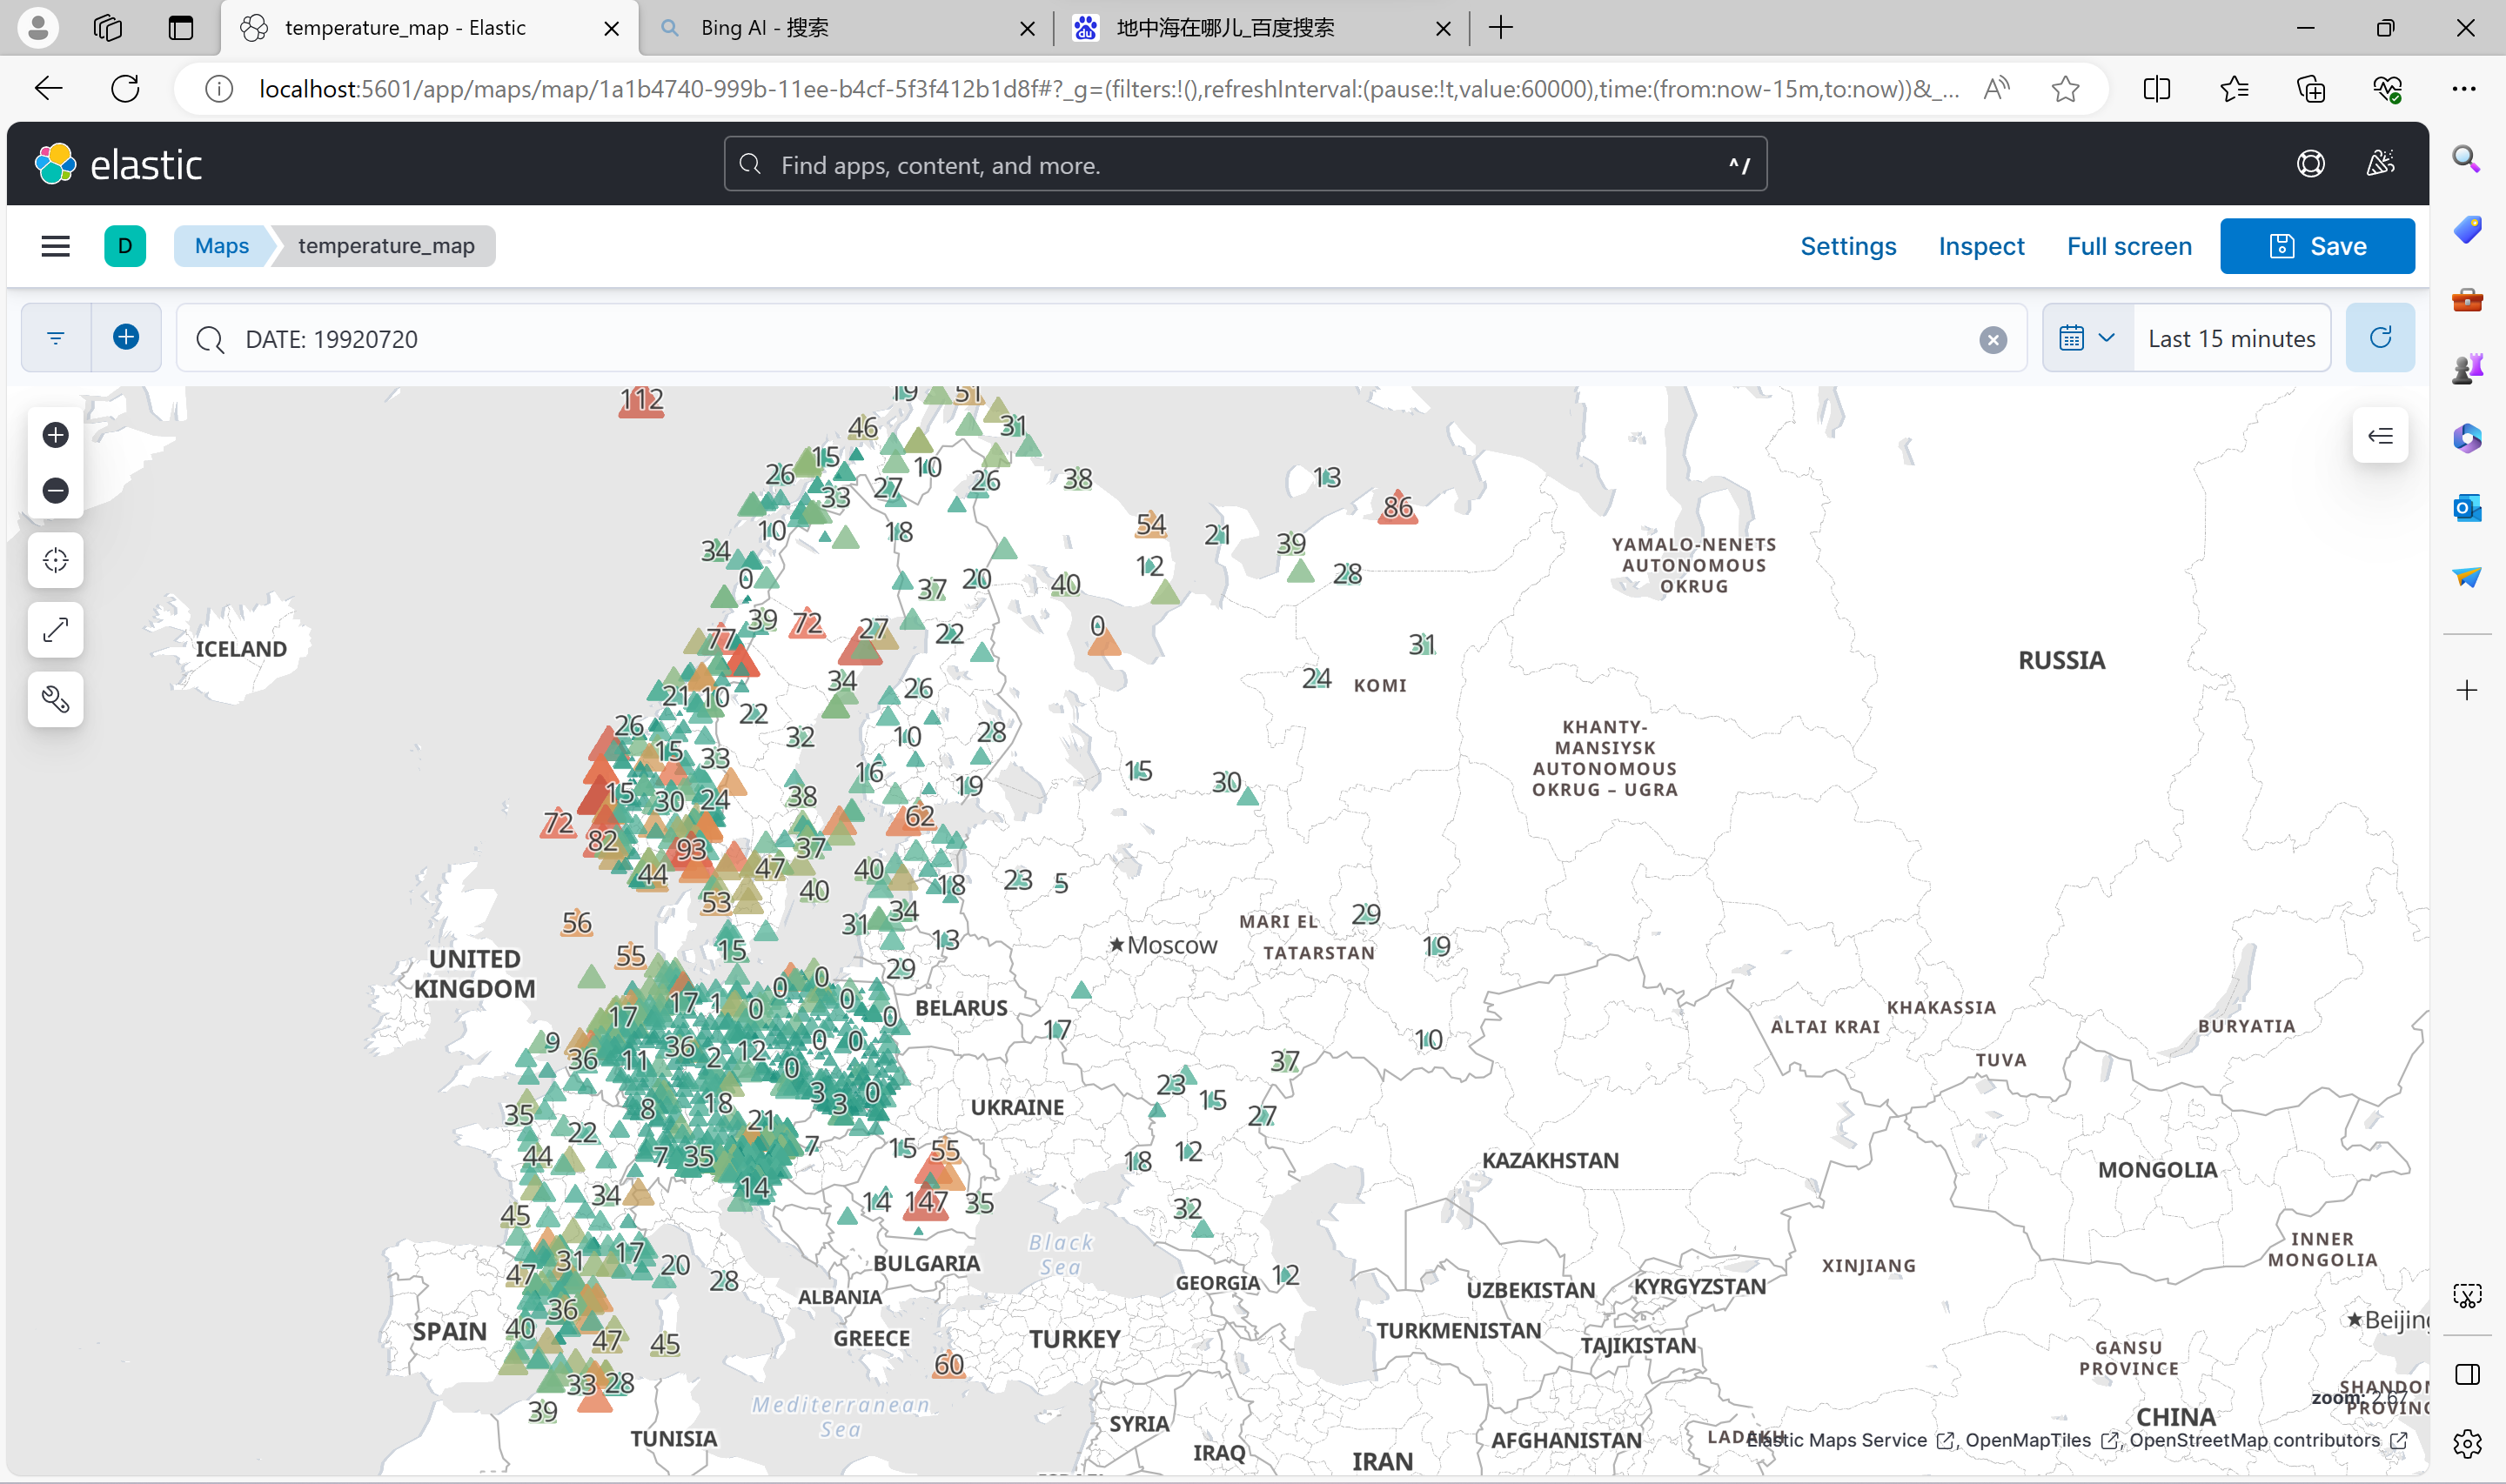 temperature_map - Elastic
Bing AI - 搜索
地中海在哪儿_百度搜索
localhost:5601/app/maps/map/1a1b4740-999b-11ee-b4cf-5f3f412b1d8f#?_g=(filters:!(),refreshInterval:(pause:!t,value:60000),time:(from:now-15m,to:now))&_...
elastic
Find apps, content, and more.
^ /
D
Maps
temperature_map
Settings
Inspect
Full screen
Save
DATE: 19920720
Last 15 minutes
112
19
51
46
31
15
26
10
33
27
26
38
13
86
10
18
54
21
39
34
0
37
20
40
12
28
YAMALO-NENETS
AUTONOMOUS
OKRUG
39
72
77
27
22
0
31
ICELAND
RUSSIA
34
21
10
26
24
KOMI
22
26
32
10
28
15
33
KHANTY-
MANSIYSK
AUTONOMOUS
OKRUG – UGRA
16
19
15
30
15
30
24
38
62
72
82
93
37
44
47
40
40
18
23
5
53
34
31
29
MARI EL
56
55
15
13
Moscow
TATARSTAN
19
UNITED
KINGDOM
29
0
0
17
1
0
0
0
BELARUS
17
KHAKASSIA
ALTAI KRAI
BURYATIA
17
9
36
11
36
2
12
0
0
0
10
37
TUVA
35
8
18
3
3
0
UKRAINE
23
15
27
22
21
44
7
35
7
15
55
18
12
KAZAKHSTAN
MONGOLIA
34
14
14
147
35
32
45
Black
Sea
INNER
MONGOLIA
31
17
20
47
28
BULGARIA
GEORGIA
12
UZBEKISTAN
KYRGYZSTAN
XINJIANG
36
ALBANIA
SPAIN
40
47
45
GREECE
TURKEY
TURKMENISTAN
TAJIKISTAN
Beijing
60
GANSU
PROVINCE
33
28
39
Mediterranean
Sea
TUNISIA
SYRIA
IRAQ
IRAN
AFGHANISTAN
CHINA
zoom: 2.67
Elastic Maps Service, OpenMapTiles, OpenStreetMap contributors